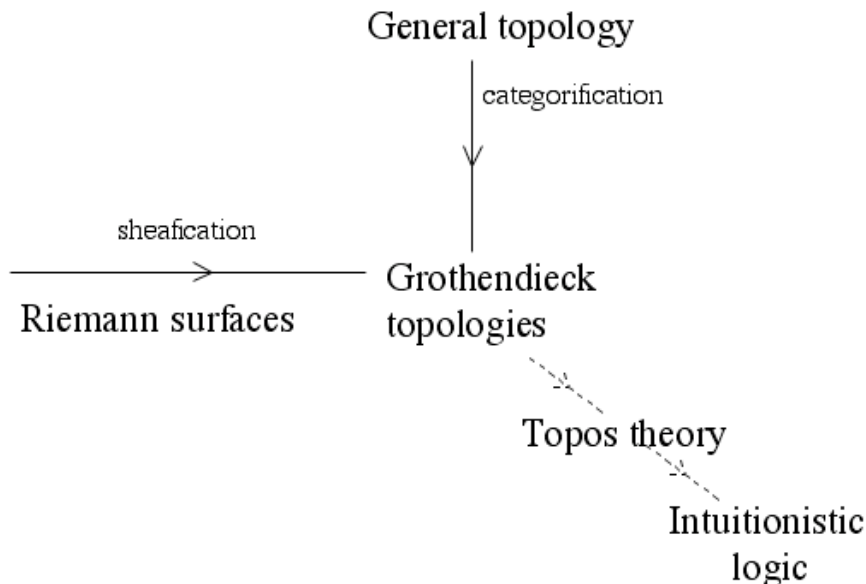 General topology
categorification
sheafication
Riemann surfaces
Grothendieck
topologies
Topos theory
Intuitionistic
logic